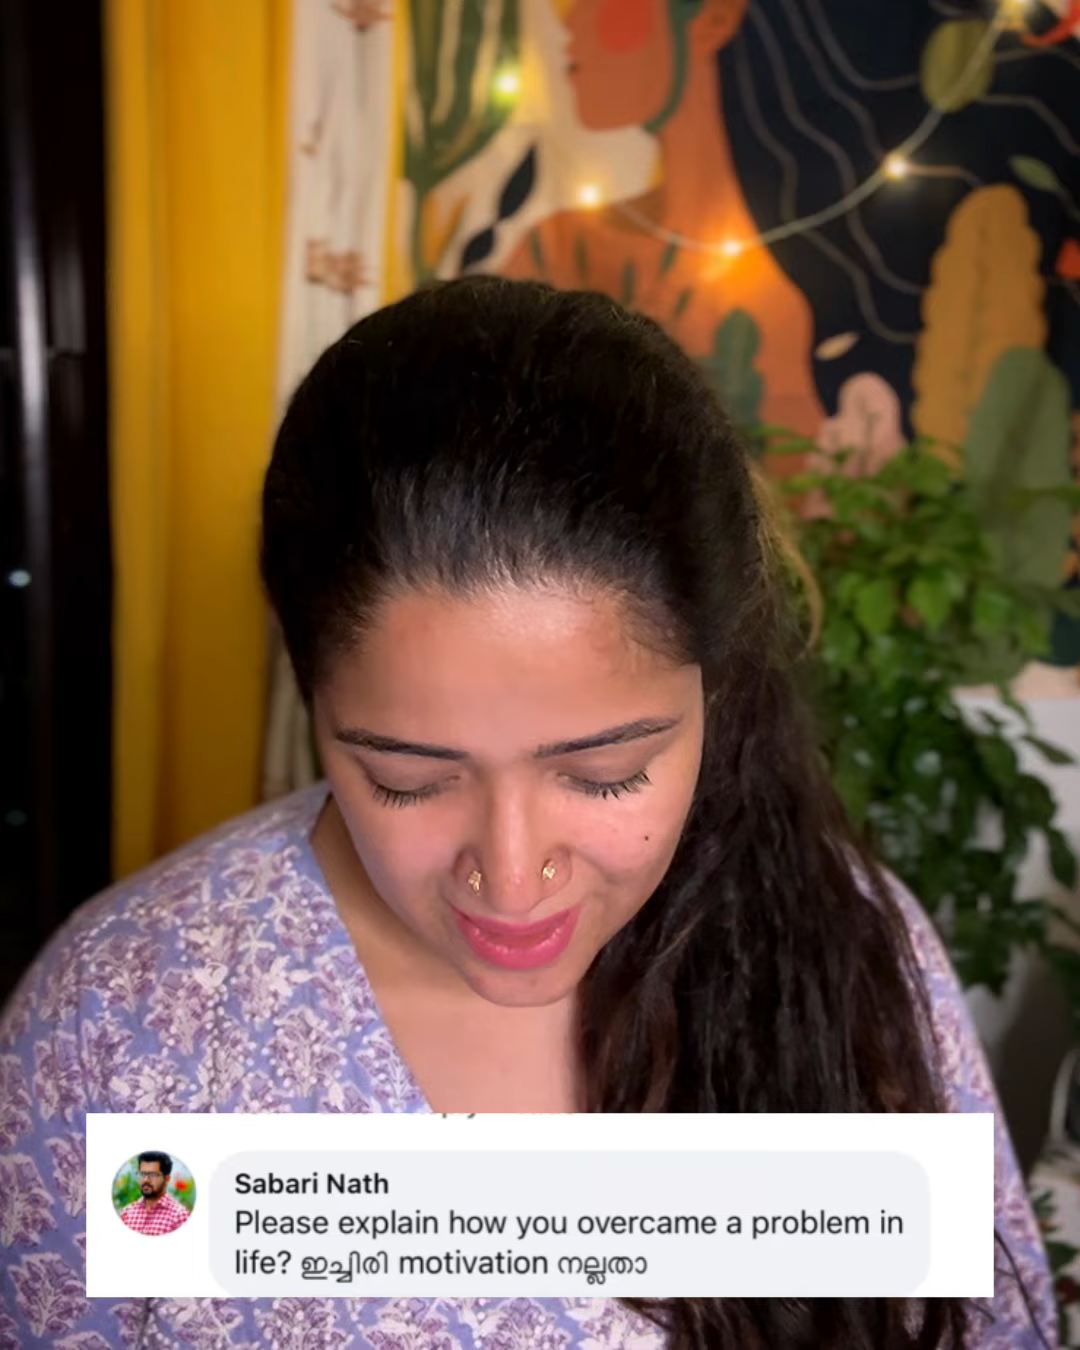 Sabari Nath
Please explain how you overcame a problem in
life? ഇച്ചിരി motivation നല്ലതാ